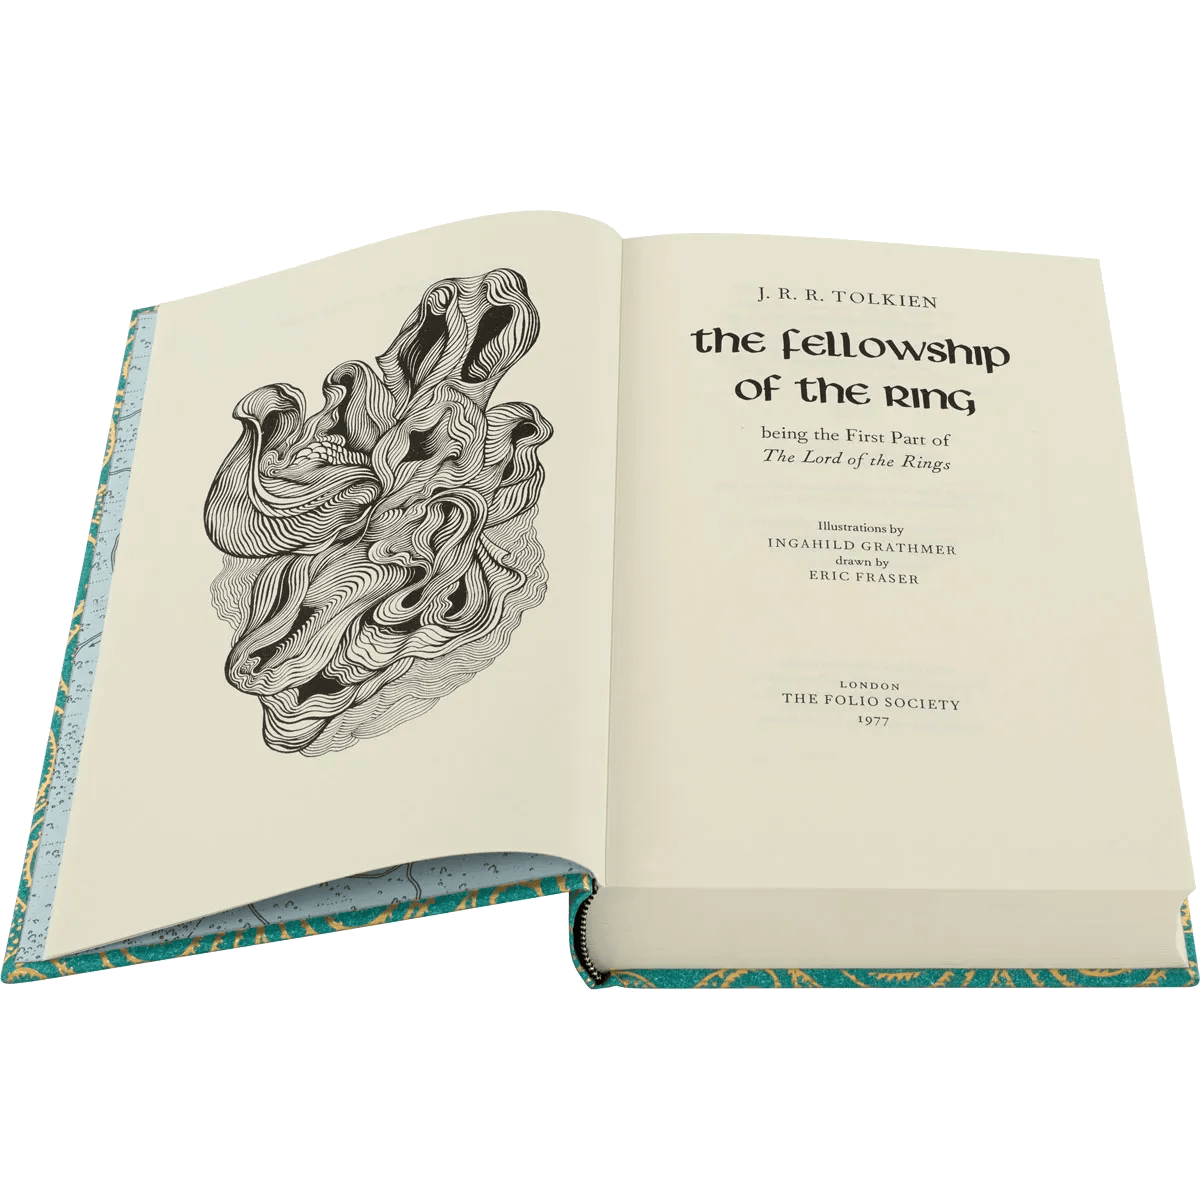 J. R. R. TOLKIEN
the fellowship
of the ring
being the First Part of
The Lord of the Rings
Illustrations by
INGAHILD GRATHMER
drawn by
ERIC FRASER
LONDON
THE FOLIO SOCIETY
1977